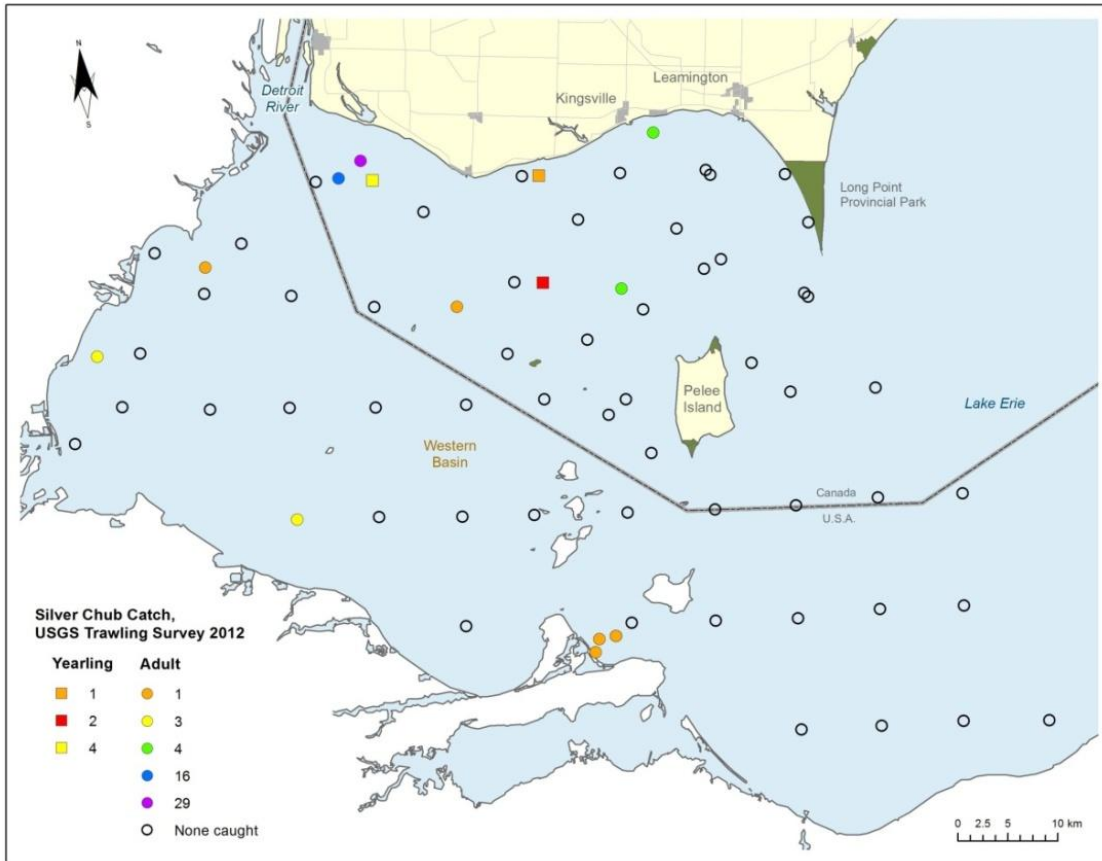 N
S
Detroit
River
Leamington
Kingsville
Long Point
Provincial Park
Pelee
Island
Lake Erie
Western
Basin
Canada
U.S.A.
Silver Chub Catch,
USGS Trawling Survey 2012
Yearling Adult
1 1
2 3
4 4
16
29
None caught
0 2.5 5 10 km